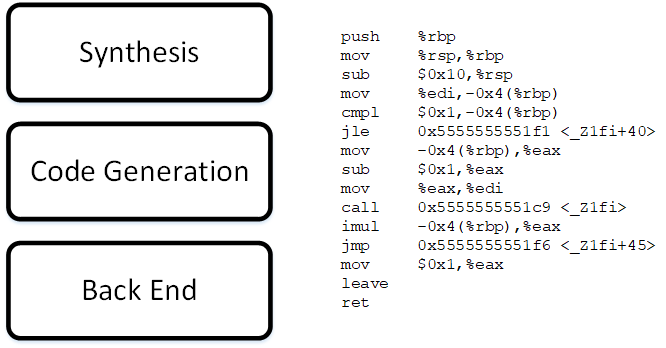 Synthesis
Code Generation
Back End
push %rbp
mov %rsp,%rbp
sub $0x10,%rsp
mov %edi,-0x4(%rbp)
cmpl $0x1,-0x4(%rbp)
jle 0x5555555551f1 <_Z1fi+40>
mov -0x4(%rbp),%eax
sub $0x1,%eax
mov %eax,%edi
call 0x5555555551c9 <_Z1fi>
imul -0x4(%rbp),%eax
jmp 0x5555555551f6 <_Z1fi+45>
mov $0x1,%eax
leave
ret